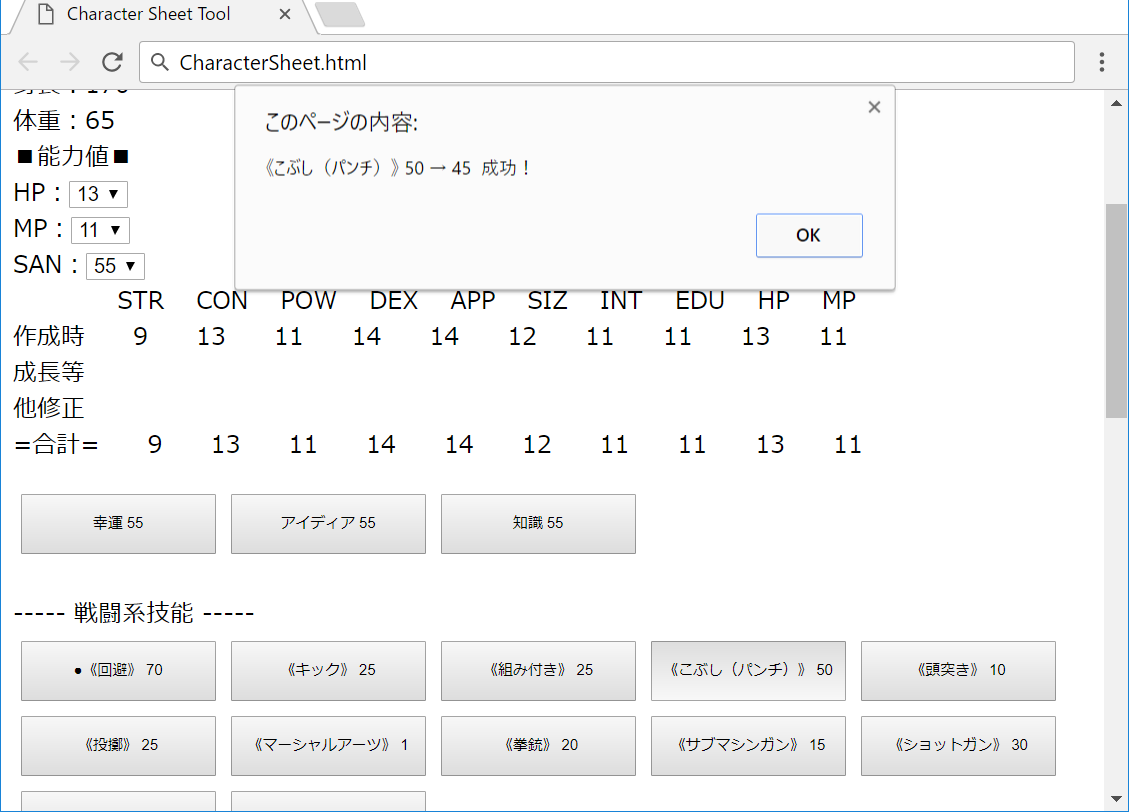 Character Sheet Tool
CharacterSheet.html
このページの内容:
《こぶし（パンチ）》 50 → 45 成功！
OK
体重：65
■能力値■
HP：13
MP：11
SAN：55
STR CON POW DEX APP SIZ INT EDU HP MP
作成時 9 13 11 14 14 12 11 11 13 11
成長等
他修正
=合計= 9 13 11 14 14 12 11 11 13 11
幸運 55 アイディア 55 知識 55
----- 戦闘系技能 -----
●《回避》 70 《キック》 25 《組み付き》 25 《こぶし（パンチ）》 50 《頭突き》 10
《投擲》 25 《マーシャルアーツ》 1 《拳銃》 20 《サブマシンガン》 15 《ショットガン》 30